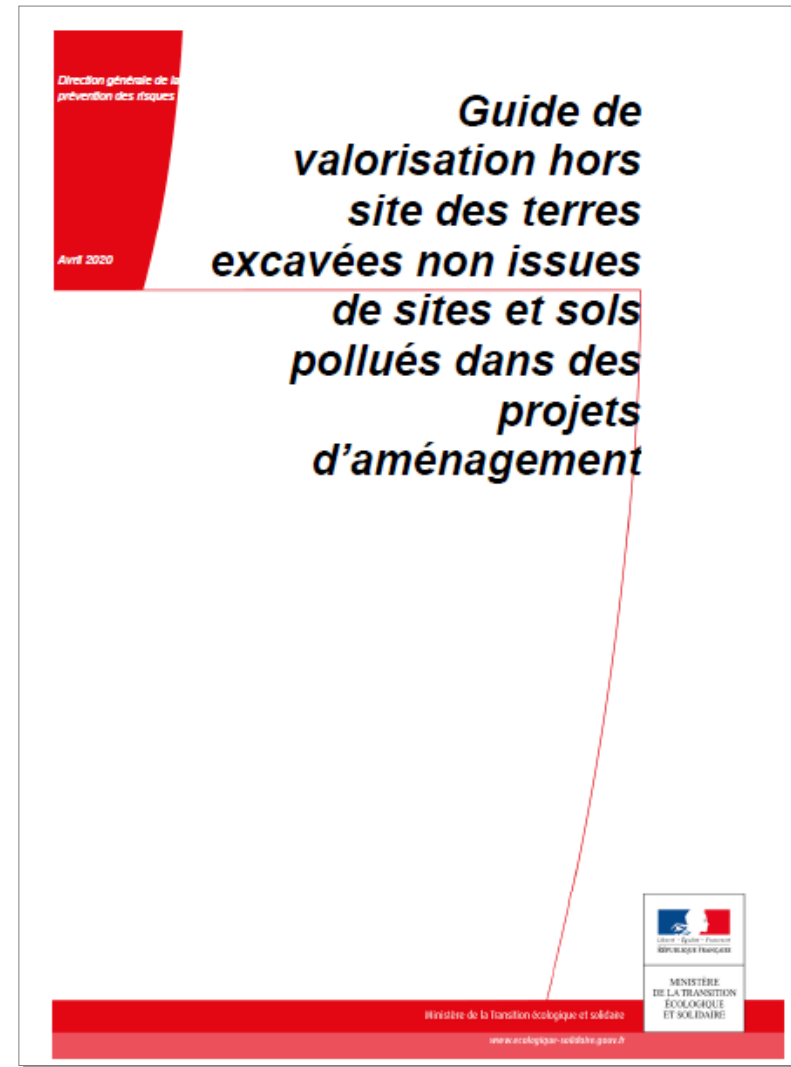 Direction générale de la
prévention des risques
Guide de
valorisation hors
site des terres
excavées non issues
de sites et sols
pollués dans des
projets
d'aménagement
Avril 2020
Liberté • Égalité • Fraternité
RÉPUBLIQUE FRANÇAISE
MINISTÈRE
DE LA TRANSITION
ÉCOLOGIQUE
ET SOLIDAIRE
Ministère de la Transition écologique et solidaire
www.ecologique-solidaire.gouv.fr